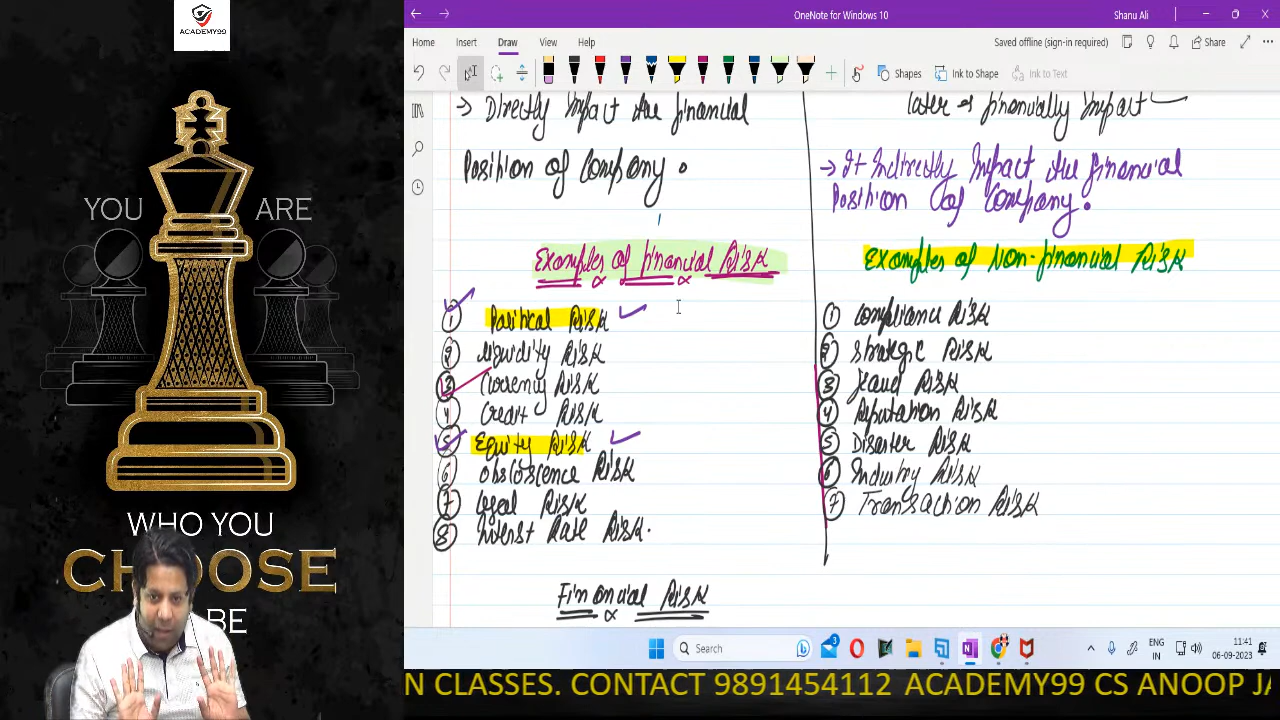 ACADEMY99
YOU ARE
WHO YOU
CHOOSE
BE
OneNote for Windows 10
Shanu Ali
Home Insert Draw View Help
Saved offline (sign-in required)
Share
Shapes
Ink to Shape
Ink to Text
→ Directly Impact the financial
Position of Company.
later → financially impact
→ It Indirectly Impact the financial
Position of Company.
Examples of financial Risk
① Political Risk
② Liquidity Risk
③ Currency Risk
④ Credit Risk
⑤ Equity Risk
⑥ Obsolscence Risk
⑦ Legal Risk
⑧ Interst Rate Risk.
Examples of Non-financial Risk
① Compliance Risk
② Strategic Risk
③ Fraud Risk
④ Reputation Risk
⑤ Disaster Risk
⑥ Industry Risk
⑦ Transaction Risk
Financial Risk
Search
3
ENG
IN
11:41
06-09-2023
N CLASSES. CONTACT 9891454112 ACADEMY99 CS ANOOP JA